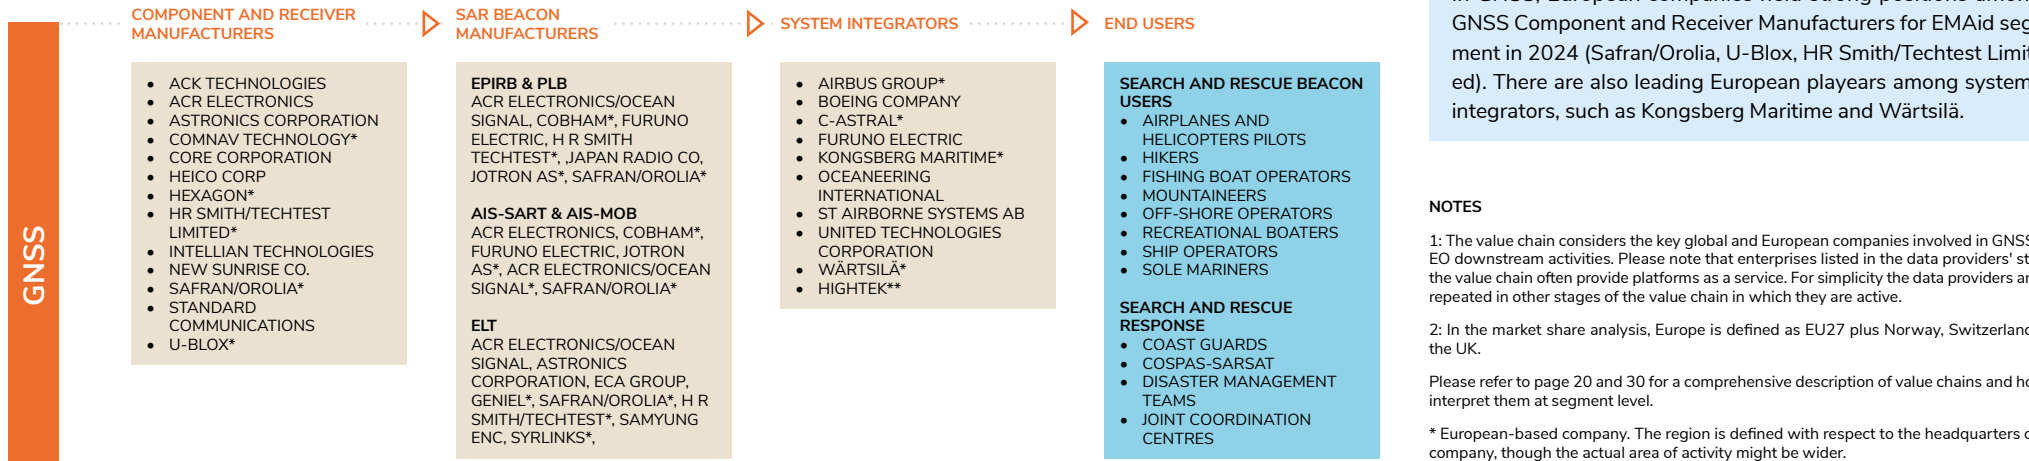 GNSS
COMPONENT AND RECEIVER
MANUFACTURERS
• ACK TECHNOLOGIES
• ACR ELECTRONICS
• ASTRONICS CORPORATION
• COMNAV TECHNOLOGY*
• CORE CORPORATION
• HEICO CORP
• HEXAGON*
• HR SMITH/TECHTEST
LIMITED*
• INTELLIAN TECHNOLOGIES
• NEW SUNRISE CO.
• SAFRAN/OROLIA*
• STANDARD
COMMUNICATIONS
• U-BLOX*
SAR BEACON
MANUFACTURERS
EPIRB & PLB
ACR ELECTRONICS/OCEAN
SIGNAL, COBHAM*, FURUNO
ELECTRIC, H R SMITH
TECHTEST*, ,JAPAN RADIO CO,
JOTRON AS*, SAFRAN/OROLIA*
AIS-SART & AIS-MOB
ACR ELECTRONICS, COBHAM*,
FURUNO ELECTRIC, JOTRON
AS*, ACR ELECTRONICS/OCEAN
SIGNAL*, SAFRAN/OROLIA*
ELT
ACR ELECTRONICS/OCEAN
SIGNAL, ASTRONICS
CORPORATION, ECA GROUP,
GENIEL*, SAFRAN/OROLIA*, H R
SMITH/TECHTEST*, SAMYUNG
ENC, SYRLINKS*,
SYSTEM INTEGRATORS
• AIRBUS GROUP*
• BOEING COMPANY
• C-ASTRAL*
• FURUNO ELECTRIC
• KONGSBERG MARITIME*
• OCEANEERING
INTERNATIONAL
• ST AIRBORNE SYSTEMS AB
• UNITED TECHNOLOGIES
CORPORATION
• WÄRTSILÄ*
• HIGHTEK**
END USERS
SEARCH AND RESCUE BEACON
USERS
• AIRPLANES AND
HELICOPTERS PILOTS
• HIKERS
• FISHING BOAT OPERATORS
• MOUNTAINEERS
• OFF-SHORE OPERATORS
• RECREATIONAL BOATERS
• SHIP OPERATORS
• SOLE MARINERS
SEARCH AND RESCUE
RESPONSE
• COAST GUARDS
• COSPAS-SARSAT
• DISASTER MANAGEMENT
TEAMS
• JOINT COORDINATION
CENTRES
In GNSS, European companies hold strong positions amon
GNSS Component and Receiver Manufacturers for EMAid seg
ment in 2024 (Safran/Orolia, U-Blox, HR Smith/Techtest Limit
ed). There are also leading European playears among system
integrators, such as Kongsberg Maritime and Wärtsilä.
NOTES
1: The value chain considers the key global and European companies involved in GNSS
EO downstream activities. Please note that enterprises listed in the data providers' st
the value chain often provide platforms as a service. For simplicity the data providers ar
repeated in other stages of the value chain in which they are active.
2: In the market share analysis, Europe is defined as EU27 plus Norway, Switzerland
the UK.
Please refer to page 20 and 30 for a comprehensive description of value chains and ho
interpret them at segment level.
* European-based company. The region is defined with respect to the headquarters o
company, though the actual area of activity might be wider.